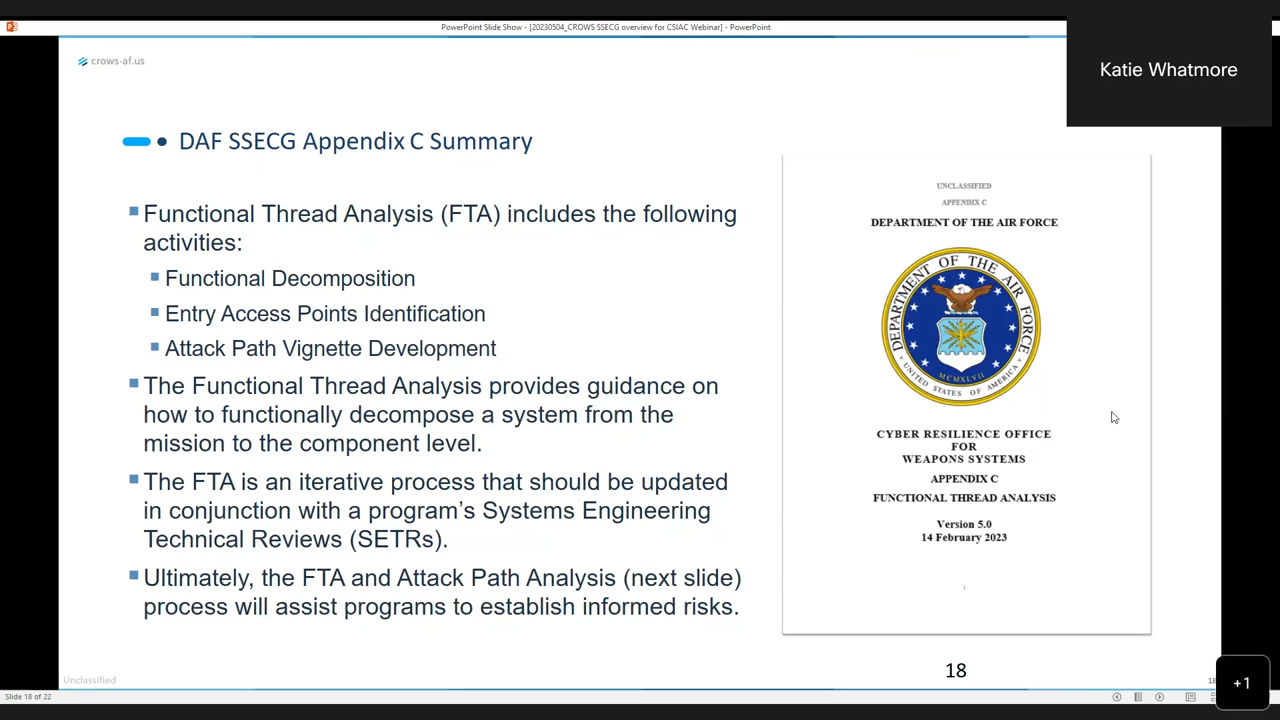 PowerPoint Slide Show - [20230504_CROWS SSECG overview for CSIAC Webinar] - PowerPoint
Katie Whatmore
crows-af.us
DAF SSECG Appendix C Summary
Functional Thread Analysis (FTA) includes the following
activities:
Functional Decomposition
Entry Access Points Identification
Attack Path Vignette Development
The Functional Thread Analysis provides guidance on
how to functionally decompose a system from the
mission to the component level.
The FTA is an iterative process that should be updated
in conjunction with a program’s Systems Engineering
Technical Reviews (SETRs).
Ultimately, the FTA and Attack Path Analysis (next slide)
process will assist programs to establish informed risks.
UNCLASSIFIED
APPENDIX C
DEPARTMENT OF THE AIR FORCE
DEPARTMENT OF THE AIR FORCE
MCMXLVII
UNITED STATES OF AMERICA
CYBER RESILIENCE OFFICE
FOR
WEAPONS SYSTEMS
APPENDIX C
FUNCTIONAL THREAD ANALYSIS
Version 5.0
14 February 2023
18
Unclassified
18
+1
Slide 18 of 22